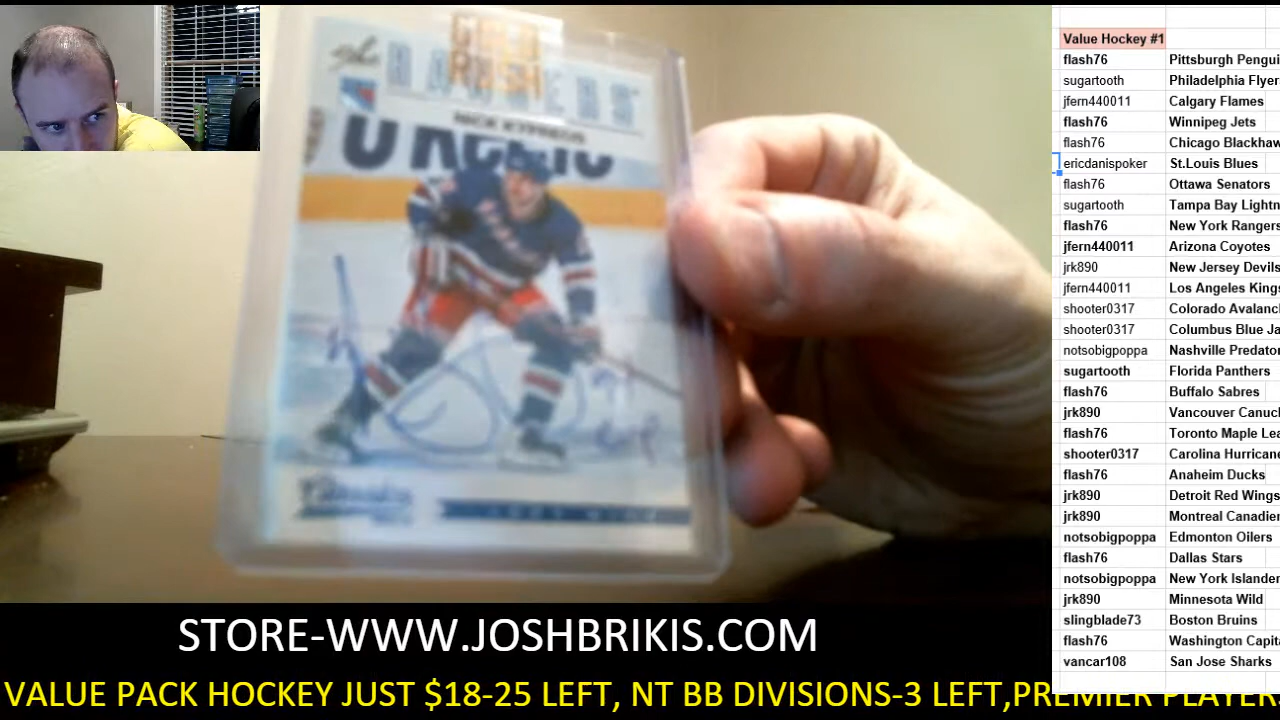 Value Hockey #1
flash76 Pittsburgh Pengui
sugartooth Philadelphia Flyer
jfern440011 Calgary Flames
flash76 Winnipeg Jets
flash76 Chicago Blackhaw
ericdanispoker St.Louis Blues
flash76 Ottawa Senators
sugartooth Tampa Bay Lightn
flash76 New York Rangers
jfern440011 Arizona Coyotes
jrk890 New Jersey Devils
jfern440011 Los Angeles Kings
shooter0317 Colorado Avalanc
shooter0317 Columbus Blue Ja
notsobigpoppa Nashville Predator
sugartooth Florida Panthers
flash76 Buffalo Sabres
jrk890 Vancouver Canuck
flash76 Toronto Maple Lea
shooter0317 Carolina Hurricane
flash76 Anaheim Ducks
jrk890 Detroit Red Wings
jrk890 Montreal Canadien
notsobigpoppa Edmonton Oilers
flash76 Dallas Stars
notsobigpoppa New York Islander
jrk890 Minnesota Wild
slingblade73 Boston Bruins
flash76 Washington Capita
vancar108 San Jose Sharks
STORE-WWW.JOSHBRIKIS.COM
VALUE PACK HOCKEY JUST $18-25 LEFT, NT BB DIVISIONS-3 LEFT,PREMIER PLAYER